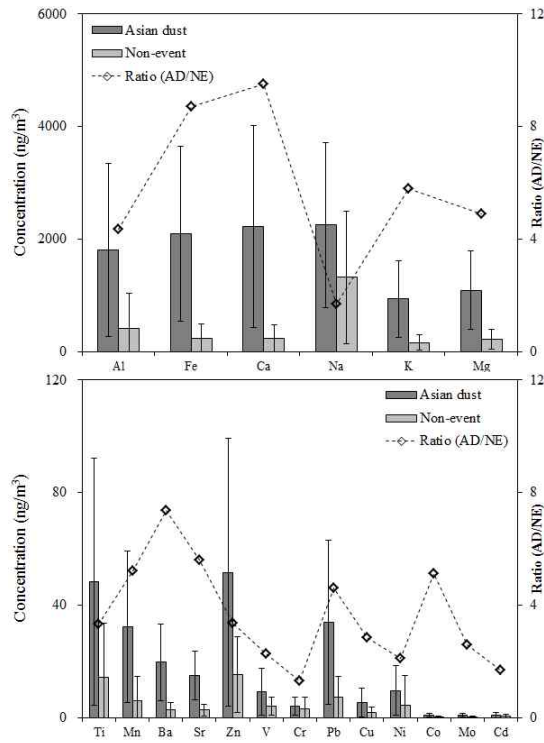 6000
12
Asian dust
Non-event
Ratio (AD/NE)
4000
8
2000
4
0
0
Al Fe Ca Na K Mg
Concentration (ng/m³)
Ratio (AD/NE)
120
12
Asian dust
Non-event
Ratio (AD/NE)
80
8
40
4
0
0
Ti Mn Ba Sr Zn V Cr Pb Cu Ni Co Mo Cd
Concentration (ng/m³)
Ratio (AD/NE)